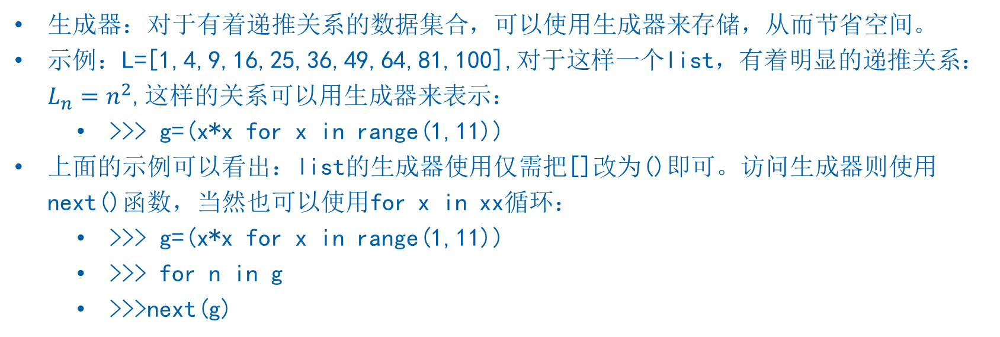 • 生成器：对于有着递推关系的数据集合，可以使用生成器来存储，从而节省空间。
• 示例：L=[1,4,9,16,25,36,49,64,81,100],对于这样一个list，有着明显的递推关系：
Lₙ = n²,这样的关系可以用生成器来表示：
• >>> g=(x*x for x in range(1,11))
• 上面的示例可以看出：list的生成器使用仅需把[]改为()即可。访问生成器则使用
next()函数，当然也可以使用for x in xx循环：
• >>> g=(x*x for x in range(1,11))
• >>> for n in g
• >>>next(g)